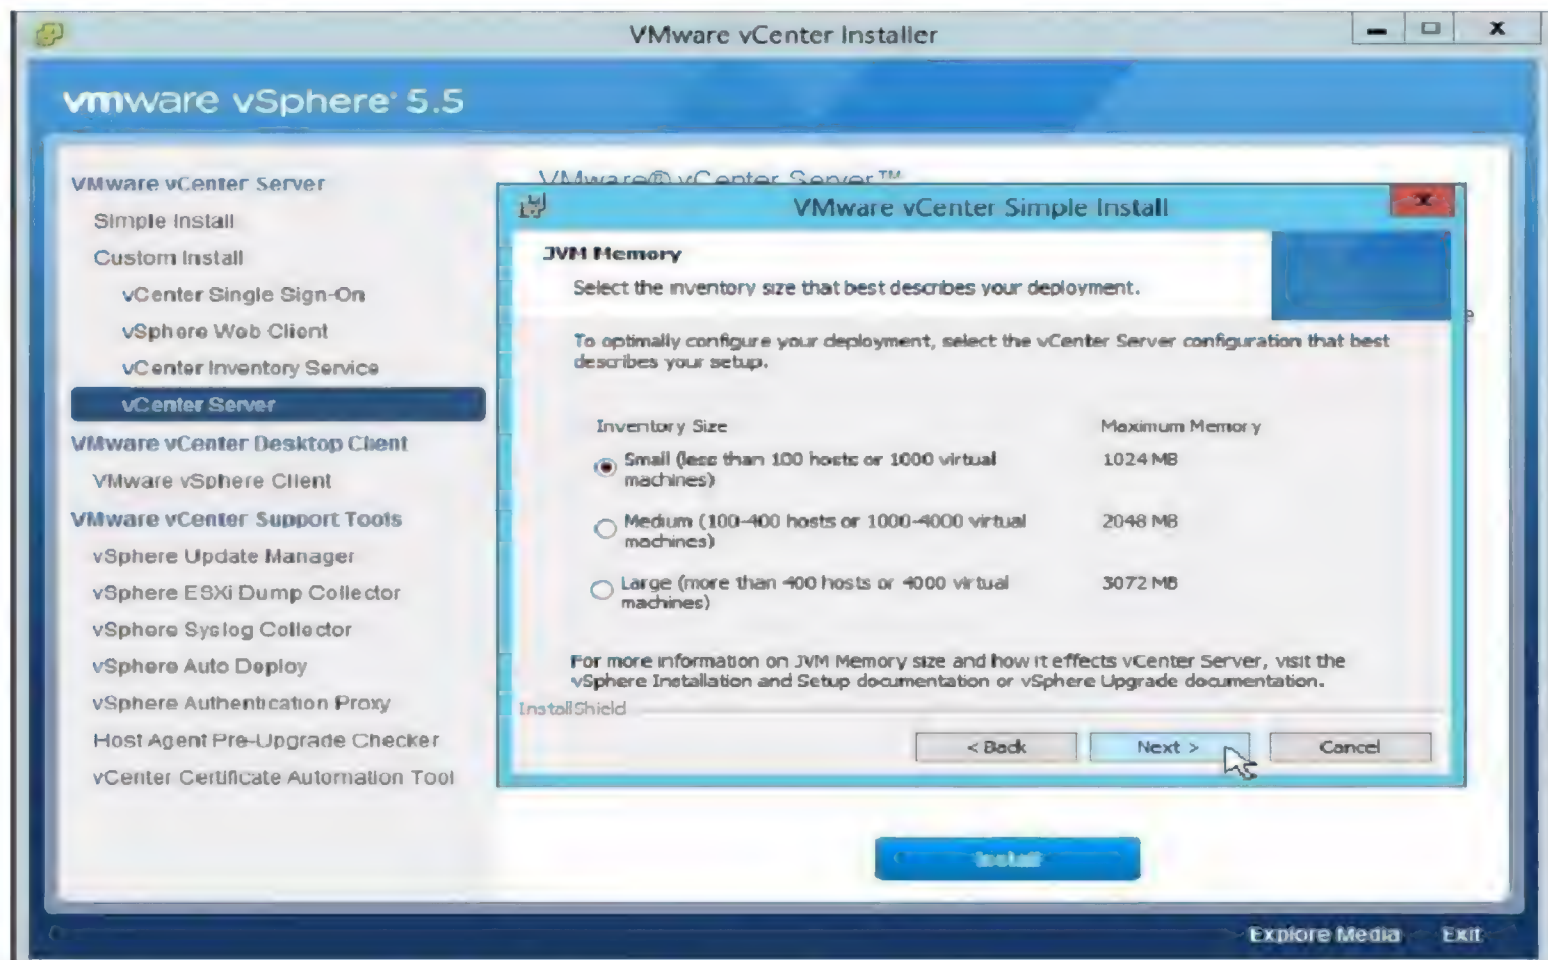 VMware vCenter Installer
vmware vSphere® 5.5
VMware vCenter Server
Simple Install
Custom Install
vCenter Single Sign-On
vSphere Web Client
vCenter Inventory Service
vCenter Server
VMware vCenter Desktop Client
VMware vSphere Client
VMware vCenter Support Tools
vSphere Update Manager
vSphere ESXi Dump Collector
vSphere Syslog Collector
vSphere Auto Deploy
vSphere Authentication Proxy
Host Agent Pre-Upgrade Checker
vCenter Certificate Automation Tool
VMware® vCenter Server™
VMware vCenter Simple Install
JVM Memory
Select the inventory size that best describes your deployment.
To optimally configure your deployment, select the vCenter Server configuration that best
describes your setup.
Inventory Size Maximum Memory
Small (less than 100 hosts or 1000 virtual 1024 MB
machines)
Medium (100-400 hosts or 1000-4000 virtual 2048 MB
machines)
Large (more than 400 hosts or 4000 virtual 3072 MB
machines)
For more information on JVM Memory size and how it effects vCenter Server, visit the
vSphere Installation and Setup documentation or vSphere Upgrade documentation.
InstallShield
< Back Next > Cancel
Install
Explore Media Exit